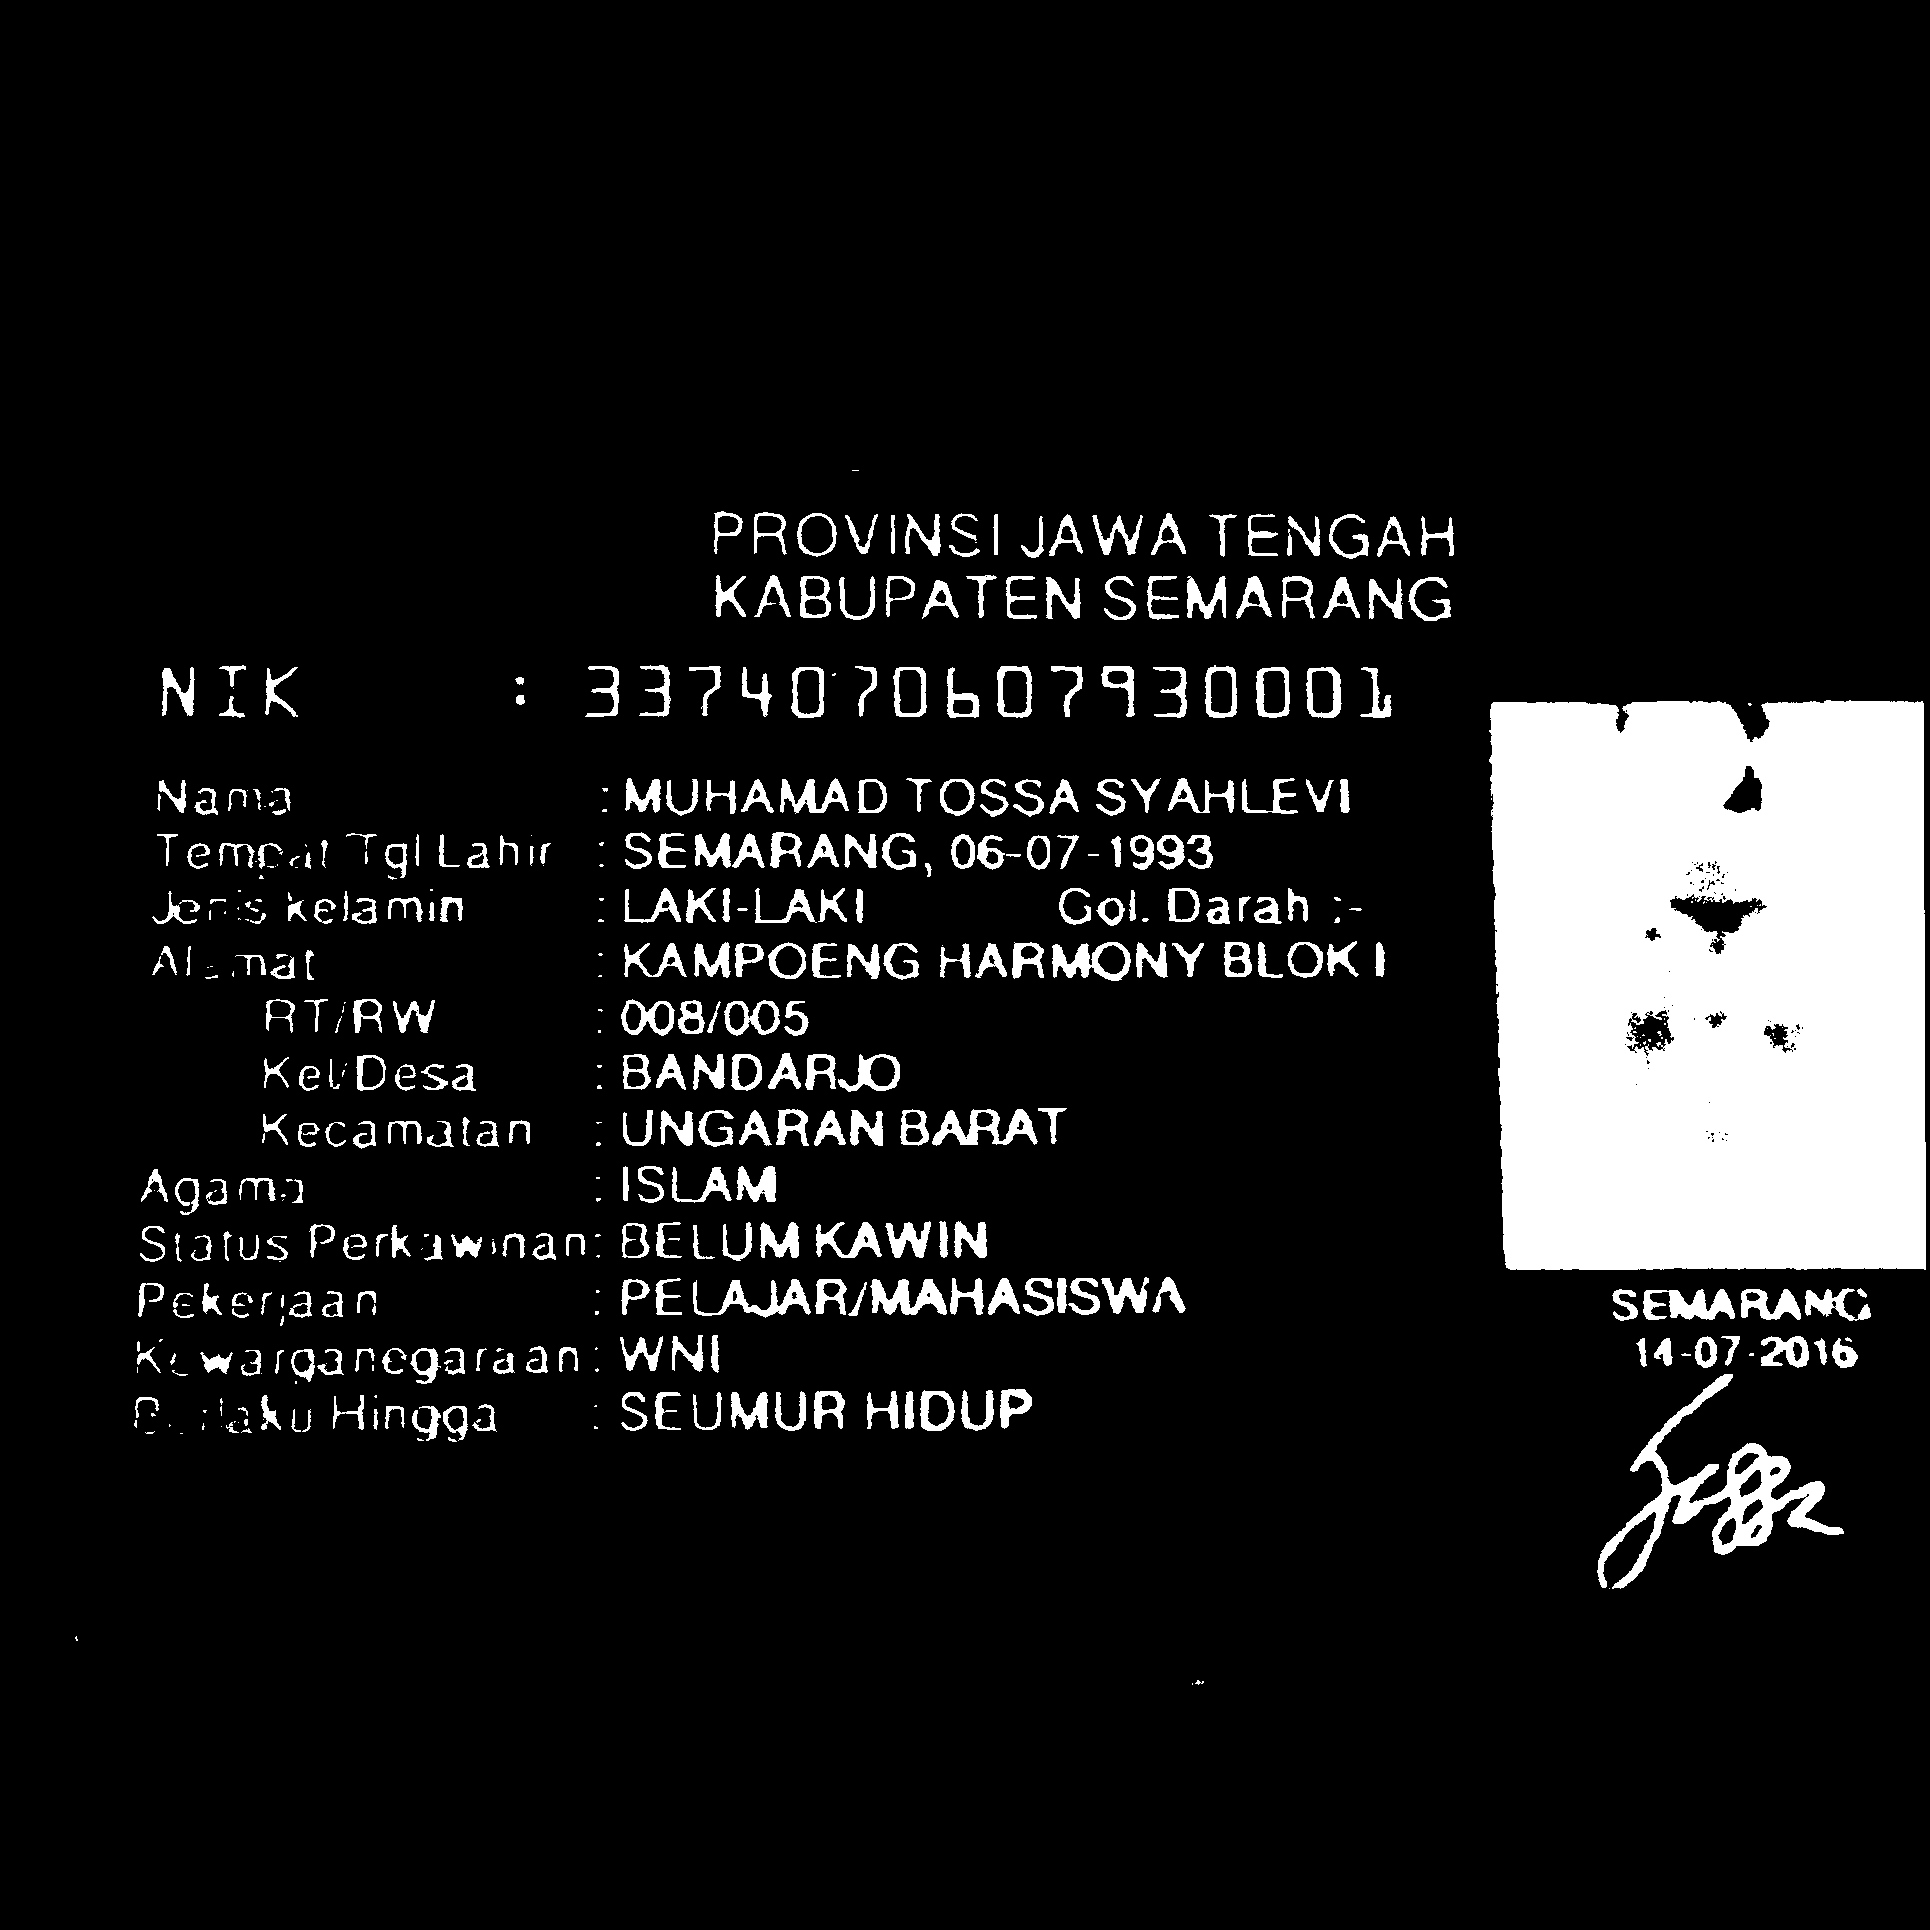 PROVINSI JAWA TENGAH
KABUPATEN SEMARANG
NIK : 3374070607930001
Nama : MUHAMAD TOSSA SYAHLEVI
Tempat Tgl Lahir : SEMARANG, 06-07-1993
Jenis kelamin : LAKI-LAKI Gol. Darah :-
Alamat : KAMPOENG HARMONY BLOK I
RT/RW : 008/005
Kel/Desa : BANDARJO
Kecamatan : UNGARAN BARAT
Agama : ISLAM
Status Perkawinan: BELUM KAWIN
Pekerjaan : PELAJAR/MAHASISWA
Kewarganegaraan: WNI
Berlaku Hingga : SEUMUR HIDUP
SEMARANG
14-07-2016